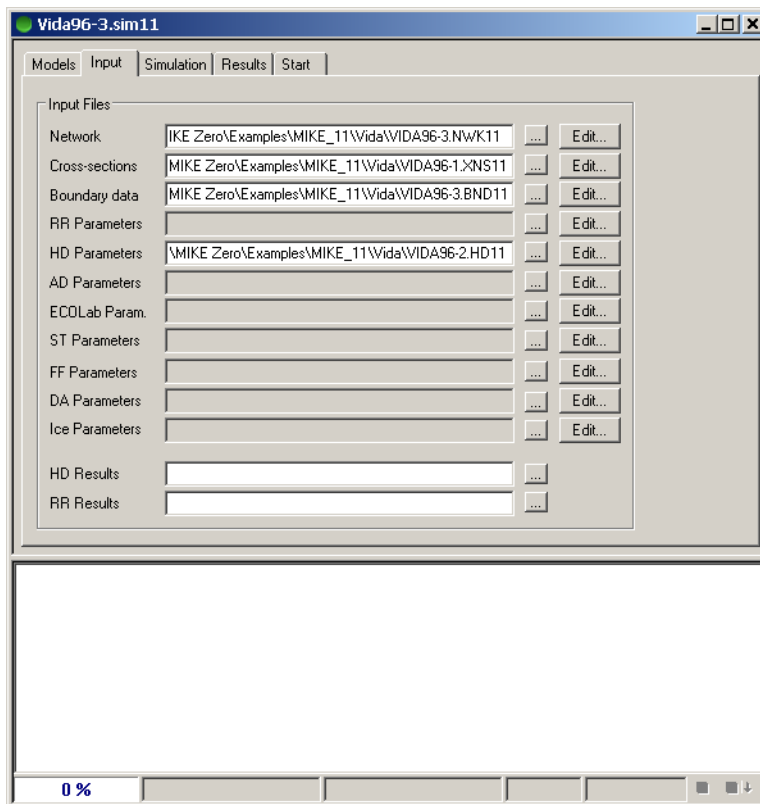 Vida96-3.sim11
Models Input Simulation Results Start
Input Files
Network IKE Zero\Examples\MIKE_11\Vida\VIDA96-3.NWK11 ... Edit...
Cross-sections MIKE Zero\Examples\MIKE_11\Vida\VIDA96-1.XNS11 ... Edit...
Boundary data MIKE Zero\Examples\MIKE_11\Vida\VIDA96-3.BND11 ... Edit...
RR Parameters ... Edit...
HD Parameters \MIKE Zero\Examples\MIKE_11\Vida\VIDA96-2.HD11 ... Edit...
AD Parameters ... Edit...
ECOLab Param. ... Edit...
ST Parameters ... Edit...
FF Parameters ... Edit...
DA Parameters ... Edit...
Ice Parameters ... Edit...
HD Results ...
RR Results ...
0 %